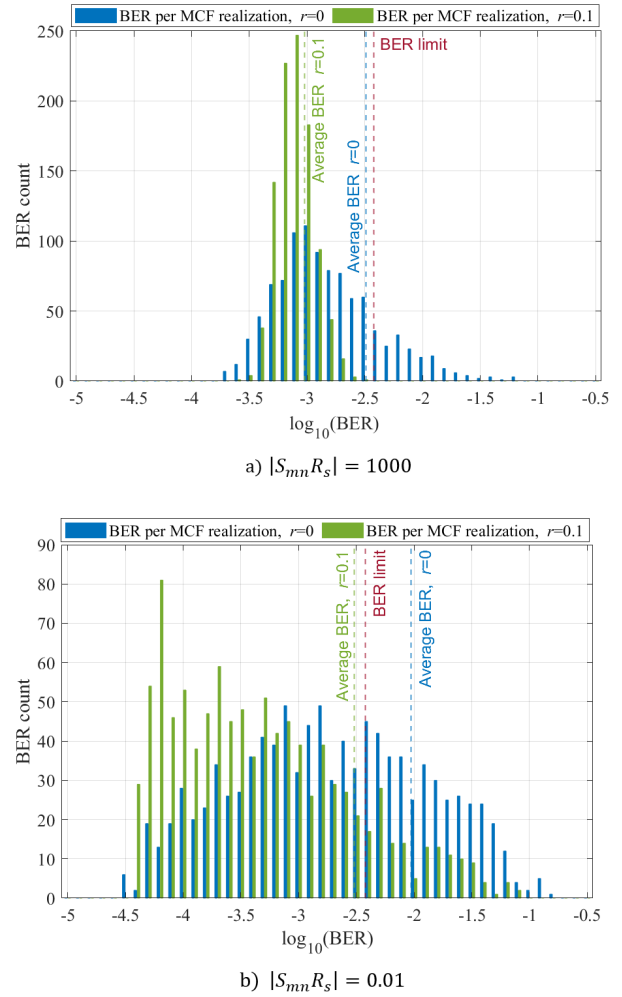 BER per MCF realization, r=0 BER per MCF realization, r=0.1
250
200
150
100
50
0
BER count
Average BER r=0.1
Average BER r=0
BER limit
-5 -4.5 -4 -3.5 -3 -2.5 -2 -1.5 -1 -0.5
log10(BER)
a) |SmnRs| = 1000
BER per MCF realization, r=0 BER per MCF realization, r=0.1
90
80
70
60
50
40
30
20
10
0
BER count
Average BER, r=0.1
BER limit
Average BER, r=0
-5 -4.5 -4 -3.5 -3 -2.5 -2 -1.5 -1 -0.5
log10(BER)
b) |SmnRs| = 0.01